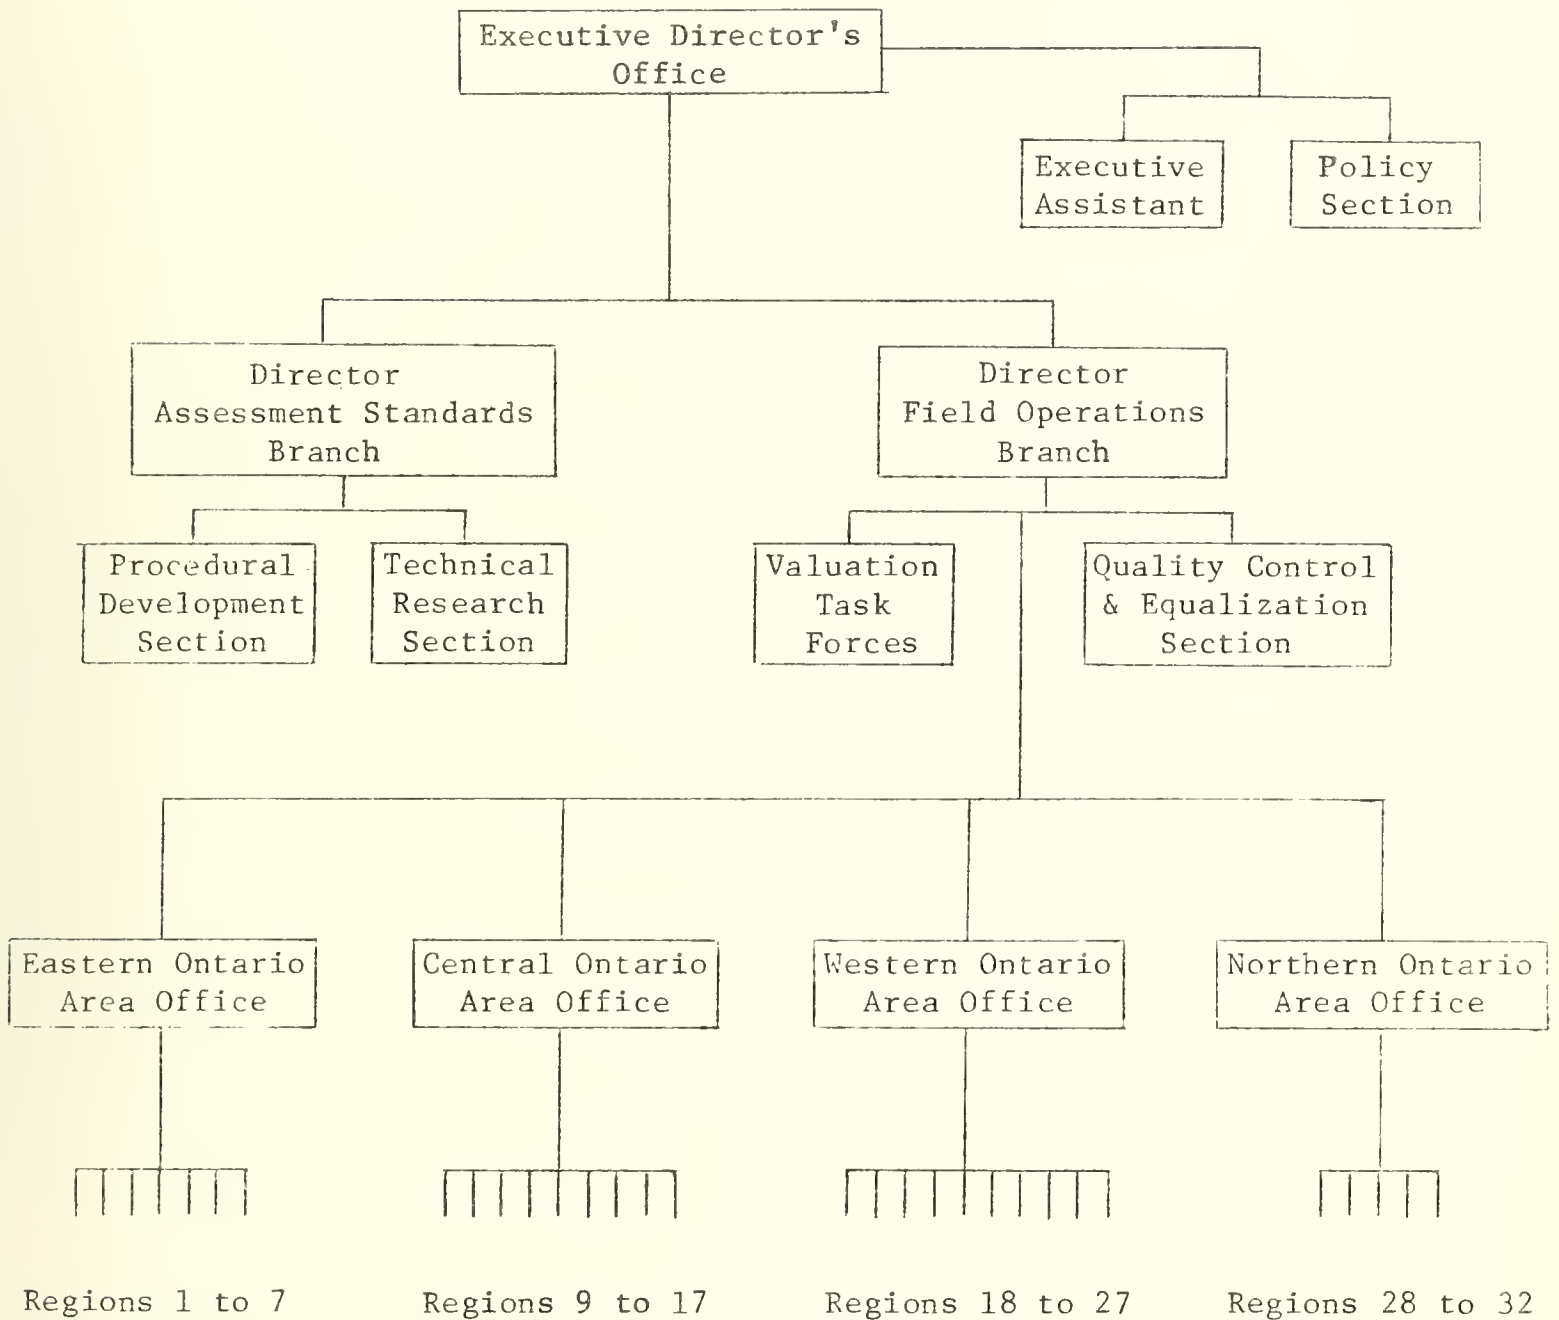 Executive Director's
Office
Executive
Assistant
Policy
Section
Director
Assessment Standards
Branch
Director
Field Operations
Branch
Procedural
Development
Section
Technical
Research
Section
Valuation
Task
Forces
Quality Control
& Equalization
Section
Eastern Ontario
Area Office
Central Ontario
Area Office
Western Ontario
Area Office
Northern Ontario
Area Office
Regions 1 to 7
Regions 9 to 17
Regions 18 to 27
Regions 28 to 32